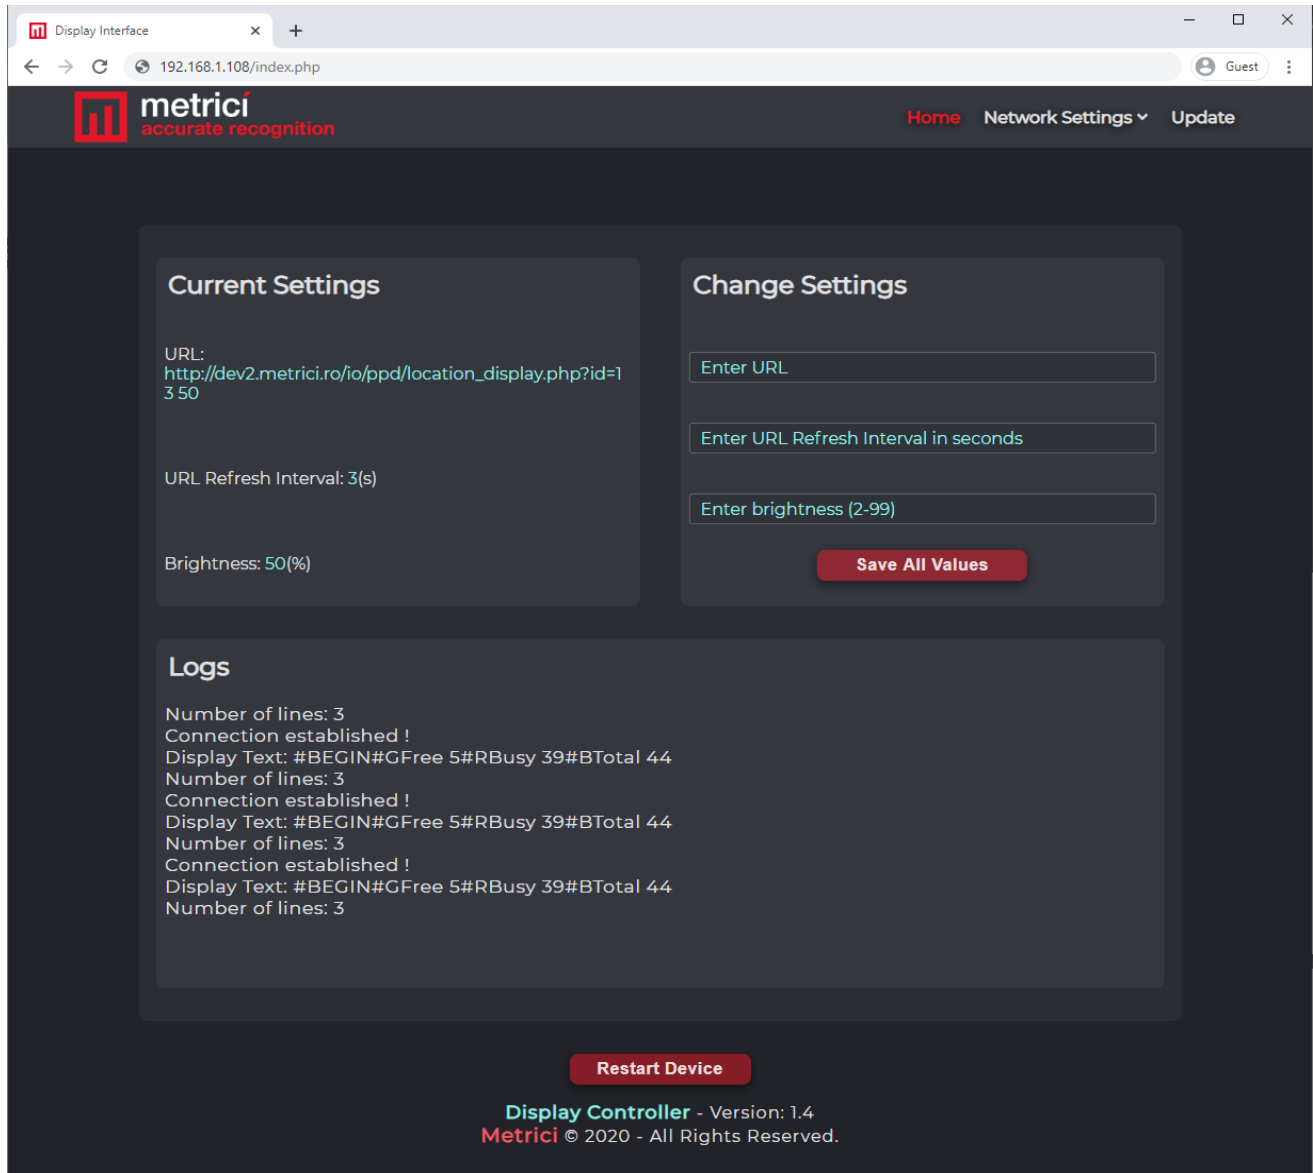 Display Interface
192.168.1.108/index.php
Guest
metrici
accurate recognition
Home Network Settings Update
Current Settings
URL:
http://dev2.metrici.ro/io/ppd/location_display.php?id=1
3 50
URL Refresh Interval: 3(s)
Brightness: 50(%)
Change Settings
Enter URL
Enter URL Refresh Interval in seconds
Enter brightness (2-99)
Save All Values
Logs
Number of lines: 3
Connection established !
Display Text: #BEGIN#GFree 5#RBusy 39#BTotal 44
Number of lines: 3
Connection established !
Display Text: #BEGIN#GFree 5#RBusy 39#BTotal 44
Number of lines: 3
Connection established !
Display Text: #BEGIN#GFree 5#RBusy 39#BTotal 44
Number of lines: 3
Restart Device
Display Controller - Version: 1.4
Metrici © 2020 - All Rights Reserved.